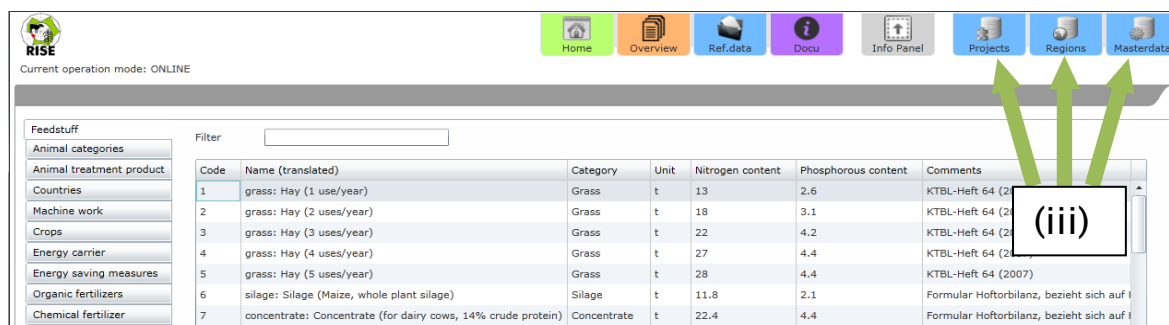 RISE
Home Overview Ref.data Docu Info Panel Projects Regions Masterdata
Current operation mode: ONLINE
Feedstuff
Animal categories
Animal treatment product
Countries
Machine work
Crops
Energy carrier
Energy saving measures
Organic fertilizers
Chemical fertilizer
Filter
Code Name (translated) Category Unit Nitrogen content Phosphorous content Comments
1 grass: Hay (1 use/year) Grass t 13 2.6 KTBL-Heft 64
2 grass: Hay (2 uses/year) Grass t 18 3.1 KTBL-Heft 64
3 grass: Hay (3 uses/year) Grass t 22 4.2 KTBL-Heft 64
4 grass: Hay (4 uses/year) Grass t 27 4.4 KTBL-Heft 64
5 grass: Hay (5 uses/year) Grass t 28 4.4 KTBL-Heft 64 (2007)
6 silage: Silage (Maize, whole plant silage) Silage t 11.8 2.1 Formular Hoftorbilanz, bezieht sich auf
7 concentrate: Concentrate (for dairy cows, 14% crude protein) Concentrate t 22.4 4.4 Formular Hoftorbilanz, bezieht sich auf
(iii)